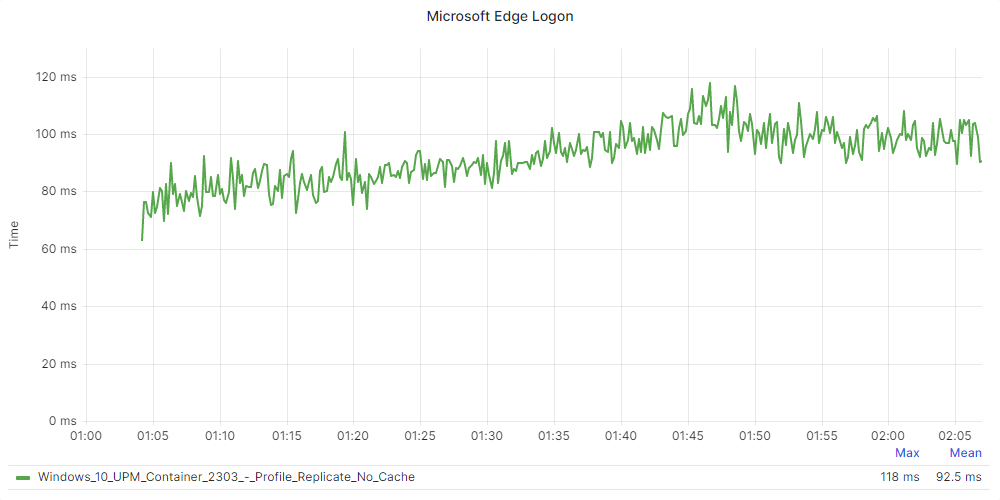 Microsoft Edge Logon
120 ms
100 ms
80 ms
60 ms
40 ms
20 ms
0 ms
Time
01:00 01:05 01:10 01:15 01:20 01:25 01:30 01:35 01:40 01:45 01:50 01:55 02:00 02:05
Max Mean
Windows_10_UPM_Container_2303_-_Profile_Replicate_No_Cache 118 ms 92.5 ms